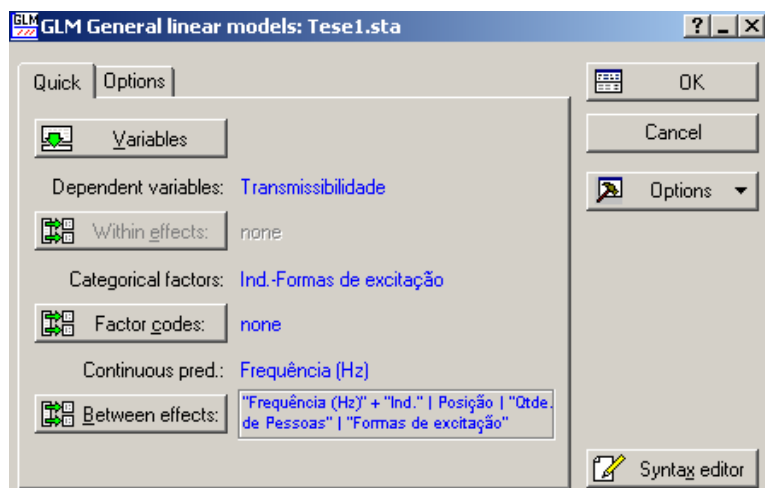 GLM GLM General linear models: Tese1.sta
Quick Options
OK
Variables
Cancel
Dependent variables: Transmissibilidade
Options
Within effects: none
Categorical factors: Ind.-Formas de excitação
Factor codes: none
Continuous pred.: Frequência (Hz)
Between effects: "Frequência (Hz)" + "Ind." | Posição | "Qtde.
de Pessoas" | "Formas de excitação"
Syntax editor